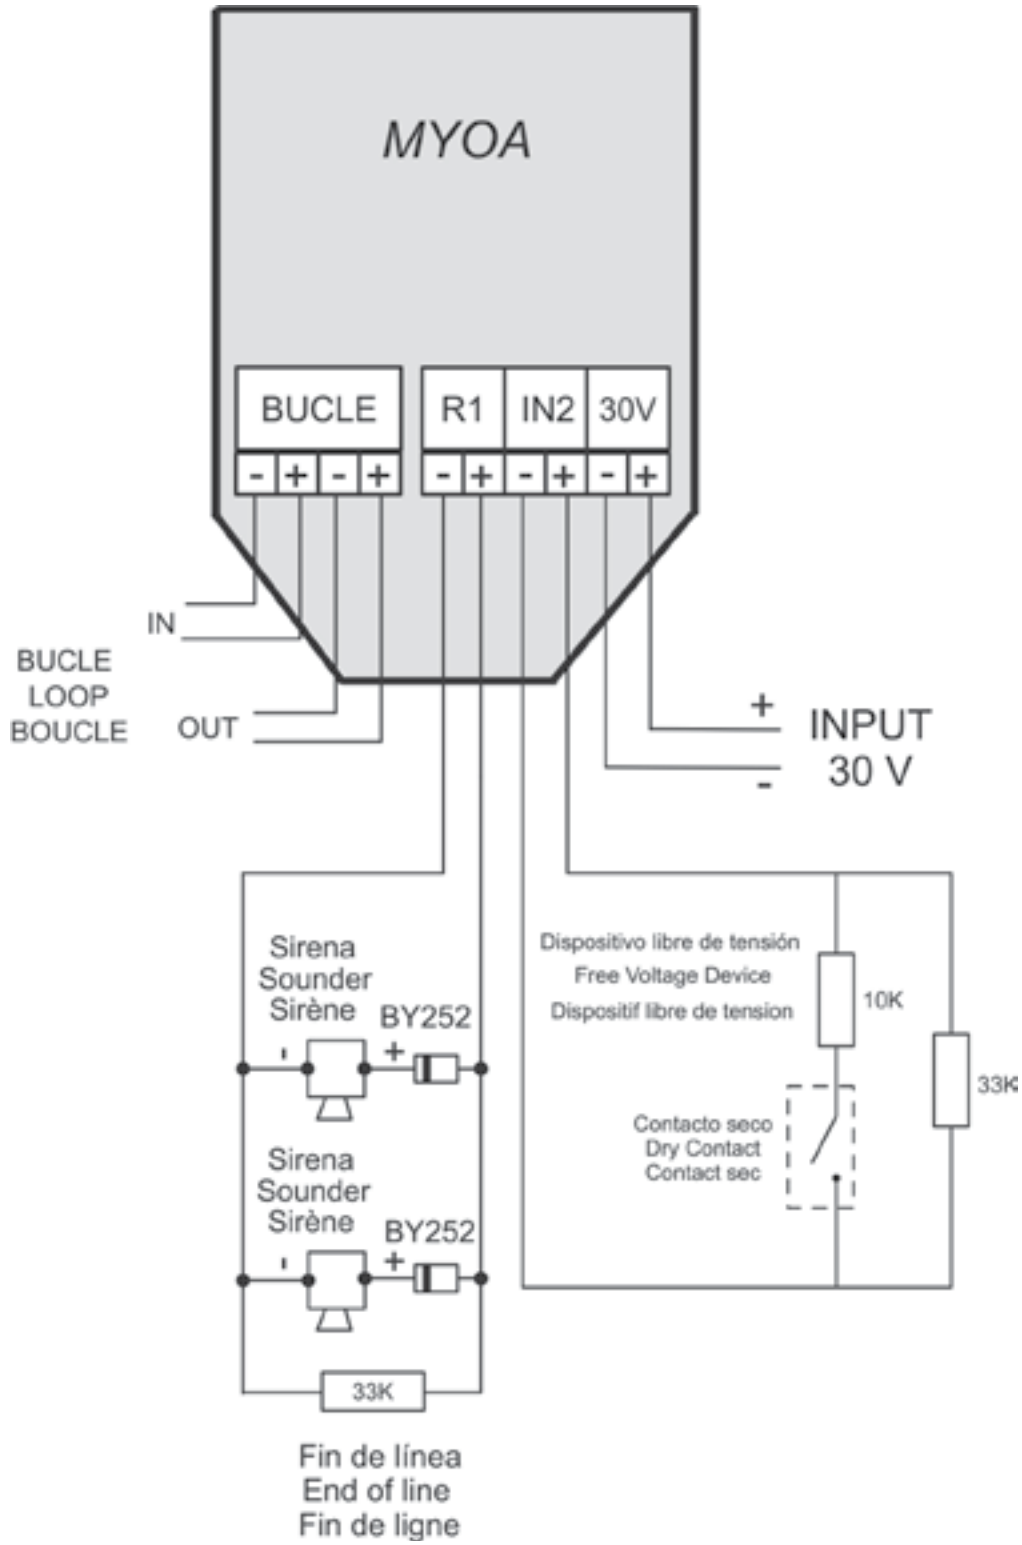 MYOA
BUCLE
R1 IN2 30V
- + - +
- + - + - +
IN
BUCLE
LOOP
BOUCLE
OUT
+
-
INPUT
30 V
Sirena
Sounder
Sirène
BY252
- +
Sirena
Sounder
Sirène
BY252
- +
33K
Fin de línea
End of line
Fin de ligne
Dispositivo libre de tensión
Free Voltage Device
Dispositif libre de tension
10K
33K
Contacto seco
Dry Contact
Contact sec